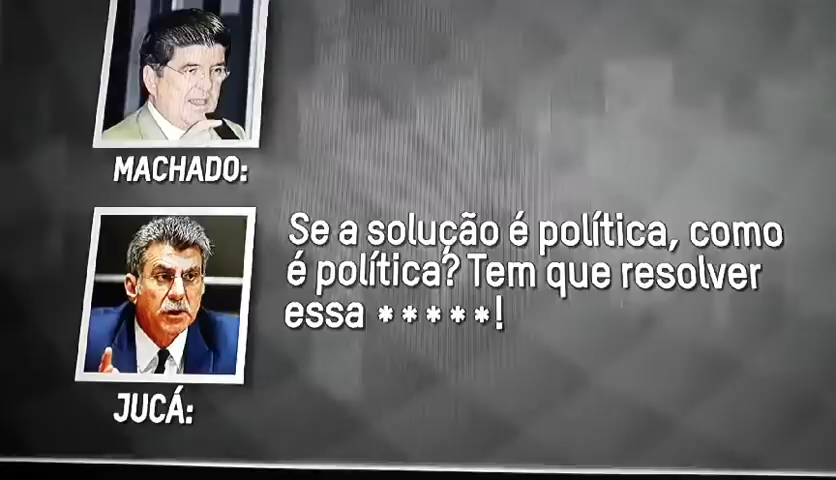 MACHADO:
Se a solução é política, como
é política? Tem que resolver
essa *****!
JUCÁ: